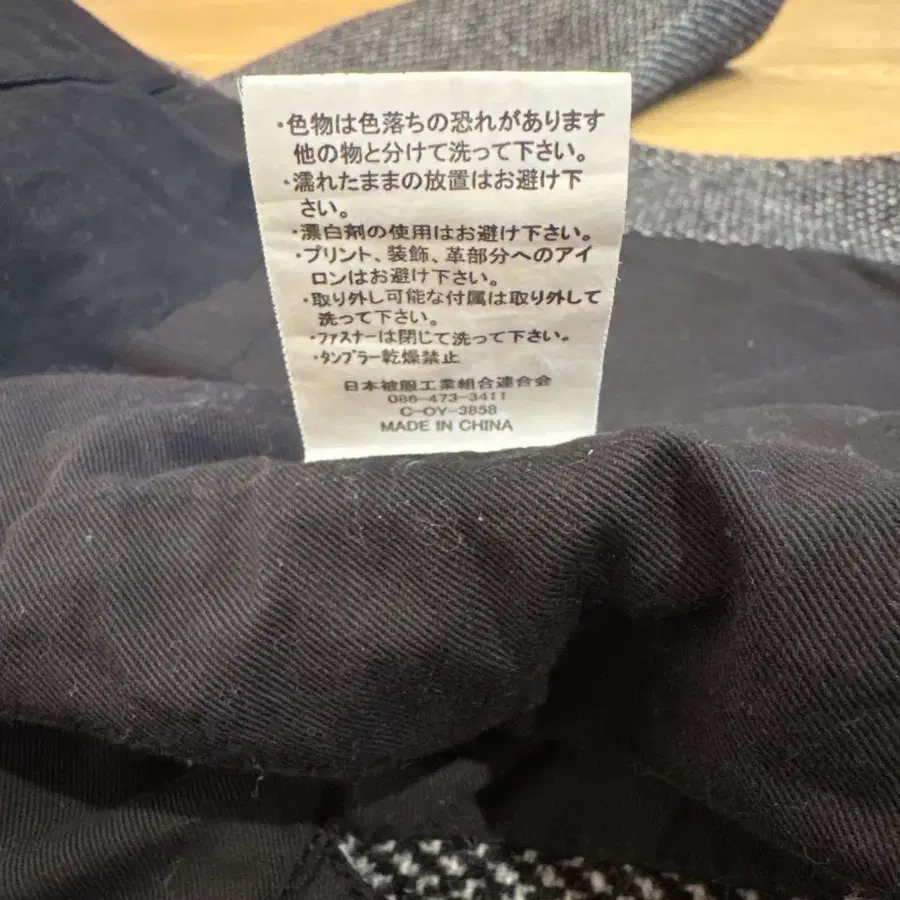 ・色物は色落ちの恐れがあります
他の物と分けて洗って下さい。
・濡れたままの放置はお避け下
さい。
・漂白剤の使用はお避け下さい。
・プリント、装飾、革部分へのアイ
ロンはお避け下さい。
・取り外し可能な付属は取り外して
洗って下さい。
・ファスナーは閉じて洗って下さい。
・タンブラー乾燥禁止
日本被服工業組合連合会
086-473-3411
C-OY-3858
MADE IN CHINA